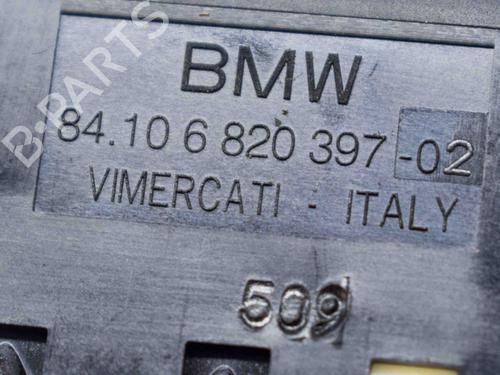 BMW
84.10 6 820 397 -02
VIMERCATI - ITALY
509
B-PARTS